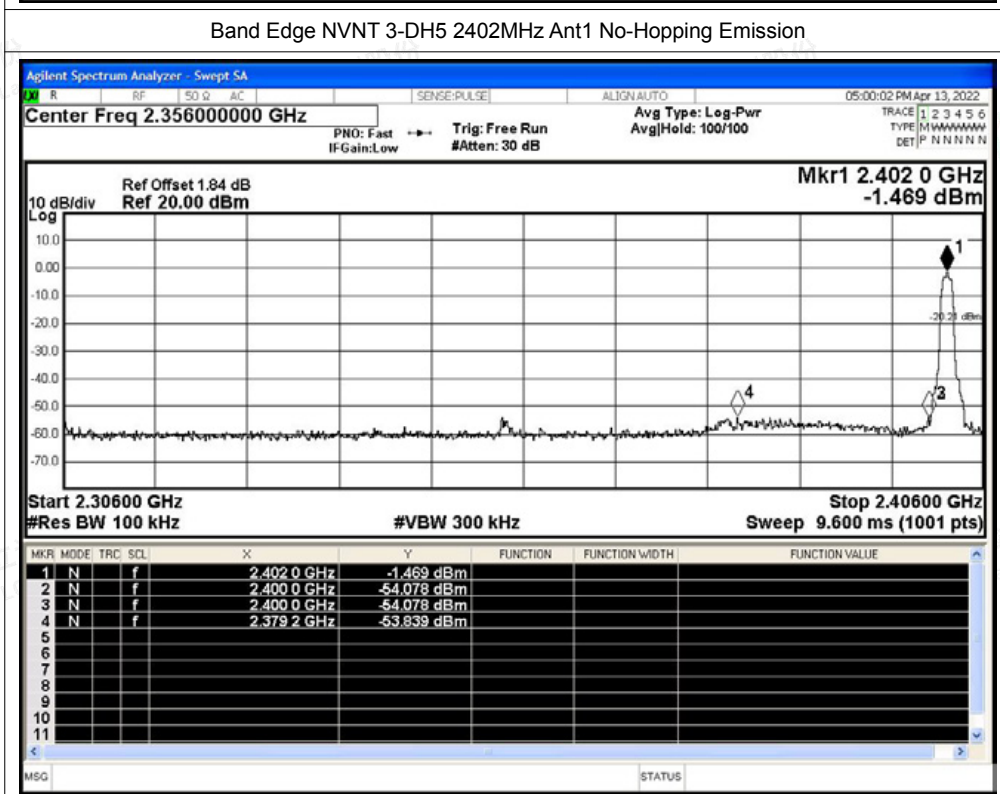 Band Edge NVNT 3-DH5 2402MHz Ant1 No-Hopping Emission
Agilent Spectrum Analyzer - Swept SA
R RF 50 Ω AC SENSE:PULSE ALIGN AUTO 05:00:02 PM Apr 13, 2022
Center Freq 2.356000000 GHz Avg Type: Log-Pwr TRACE 1 2 3 4 5 6
PNO: Fast Trig: Free Run Avg|Hold: 100/100 TYPE MWWWWW
IFGain:Low #Atten: 30 dB DET P N N N N N
Mkr1 2.402 0 GHz
Ref Offset 1.84 dB
10 dB/div Ref 20.00 dBm -1.469 dBm
Log
10.0
1
0.00
-10.0
-20.0
-20.21 dBm
-30.0
-40.0
4 3
-50.0
-60.0
-70.0
Start 2.30600 GHz Stop 2.40600 GHz
#Res BW 100 kHz #VBW 300 kHz Sweep 9.600 ms (1001 pts)
MKR MODE TRC SCL X Y FUNCTION FUNCTION WIDTH FUNCTION VALUE
1 N f 2.402 0 GHz -1.469 dBm
2 N f 2.400 0 GHz -54.078 dBm
3 N f 2.400 0 GHz -54.078 dBm
4 N f 2.379 2 GHz -53.839 dBm
5
6
7
8
9
10
11
MSG STATUS